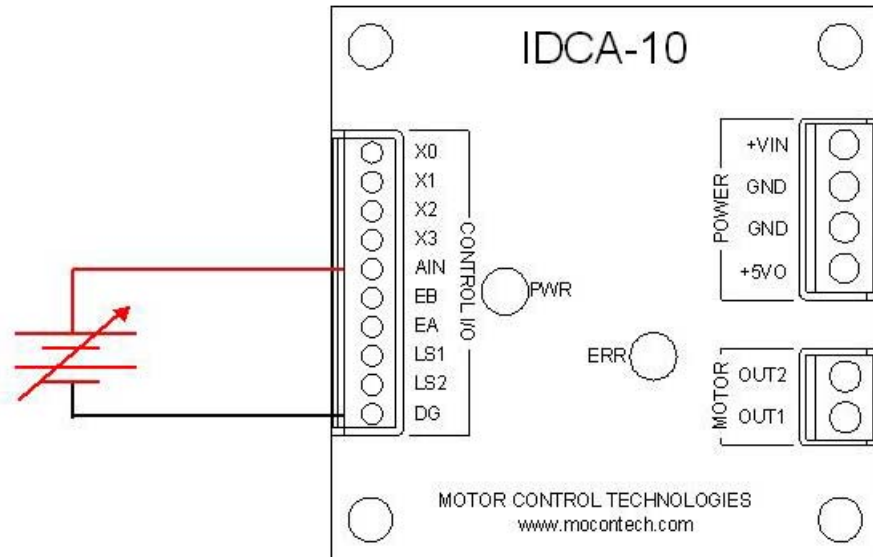 IDCA-10
X0
X1
X2
X3
AIN
EB
EA
LS1
LS2
DG
CONTROL I/O
PWR
ERR
POWER
+VIN
GND
GND
+5VO
MOTOR
OUT2
OUT1
MOTOR CONTROL TECHNOLOGIES
www.mocontech.com